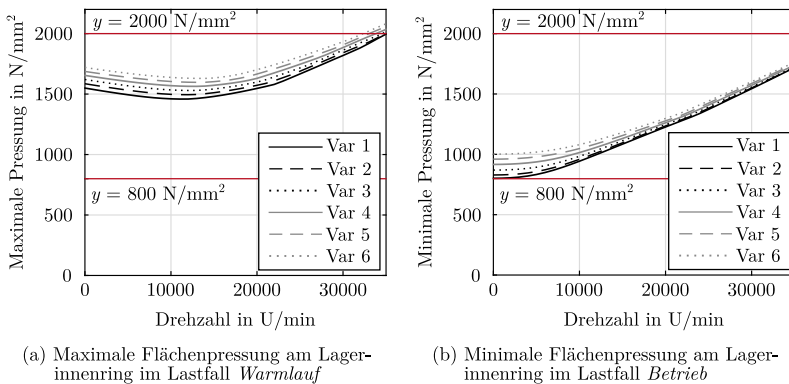 y = 2000 N/mm²
y = 800 N/mm²
Maximale Pressung in N/mm²
2000
1500
1000
500
0
0 10000 20000 30000
Drehzahl in U/min
Var 1
Var 2
Var 3
Var 4
Var 5
Var 6
(a) Maximale Flächenpressung am Lager-
innenring im Lastfall Warmlauf
y = 2000 N/mm²
y = 800 N/mm²
Minimale Pressung in N/mm²
2000
1500
1000
500
0
0 10000 20000 30000
Drehzahl in U/min
Var 1
Var 2
Var 3
Var 4
Var 5
Var 6
(b) Minimale Flächenpressung am Lager-
innenring im Lastfall Betrieb